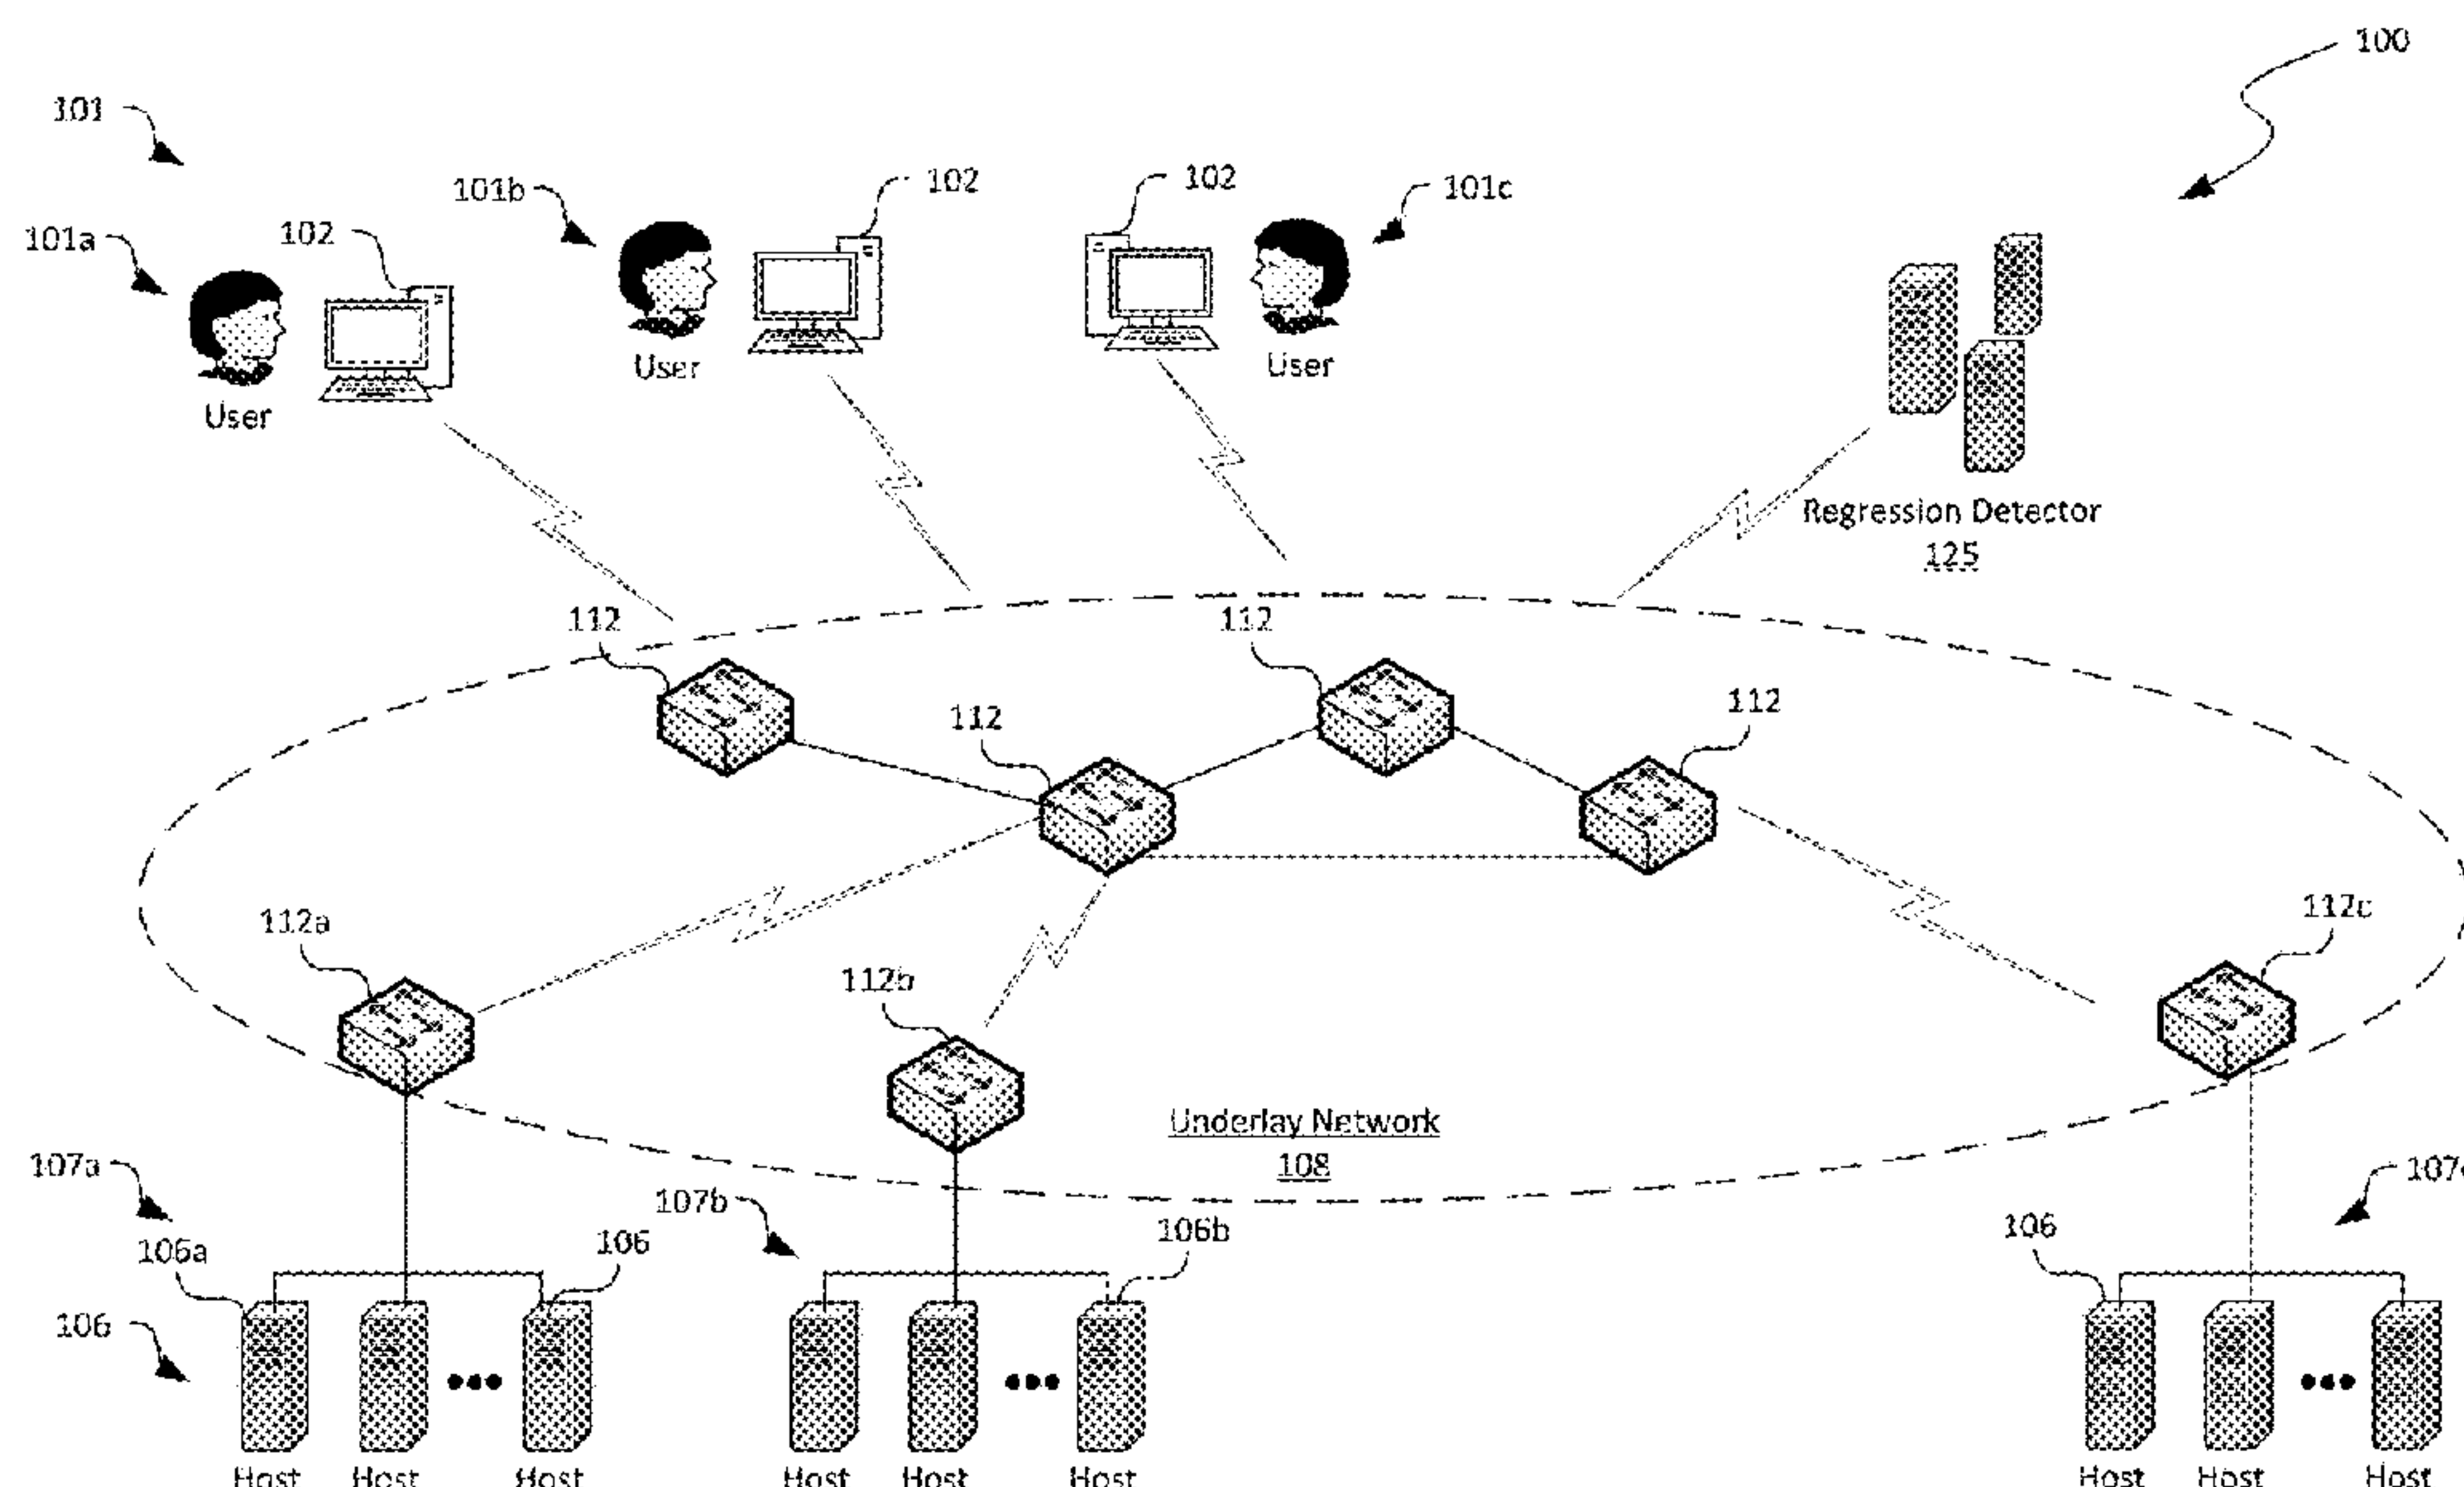 100
101
101b
102
102
101c
101a
102
User
User
User
Regression Detector
125
112
112
112
112
112a
112b
112c
Underlay Network
108
107a
107b
107c
106a
106
106b
106
106
Host
Host
Host
Host
Host
Host
Host
Host
Host